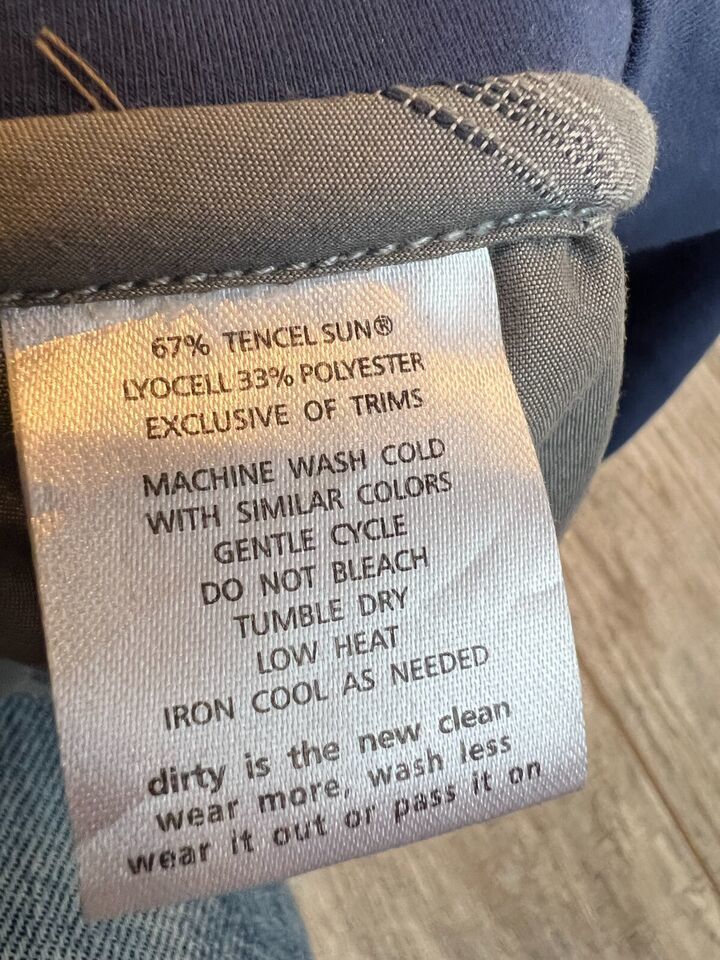 67% TENCEL SUN®
LYOCELL 33% POLYESTER
EXCLUSIVE OF TRIMS
MACHINE WASH COLD
WITH SIMILAR COLORS
GENTLE CYCLE
DO NOT BLEACH
TUMBLE DRY
LOW HEAT
IRON COOL AS NEEDED
dirty is the new clean
wear more, wash less
wear it out or pass it on